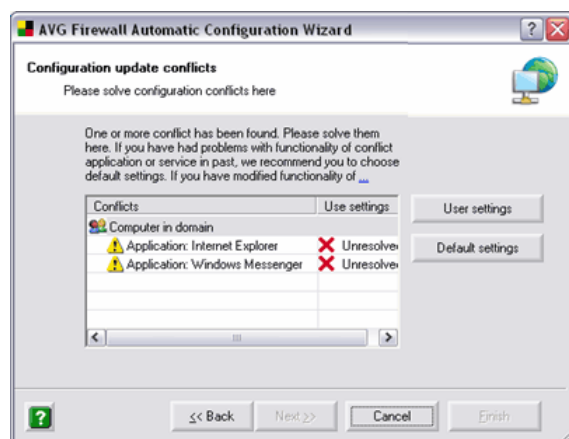 AVG Firewall Automatic Configuration Wizard
Configuration update conflicts
Please solve configuration conflicts here
One or more conflict has been found. Please solve them
here. If you have had problems with functionality of conflict
application or service in past, we recommend you to choose
default settings. If you have modified functionality of ...
Conflicts Use settings
Computer in domain
Application: Internet Explorer Unresolve
Application: Windows Messenger Unresolve
User settings
Default settings
<< Back Next >> Cancel Finish